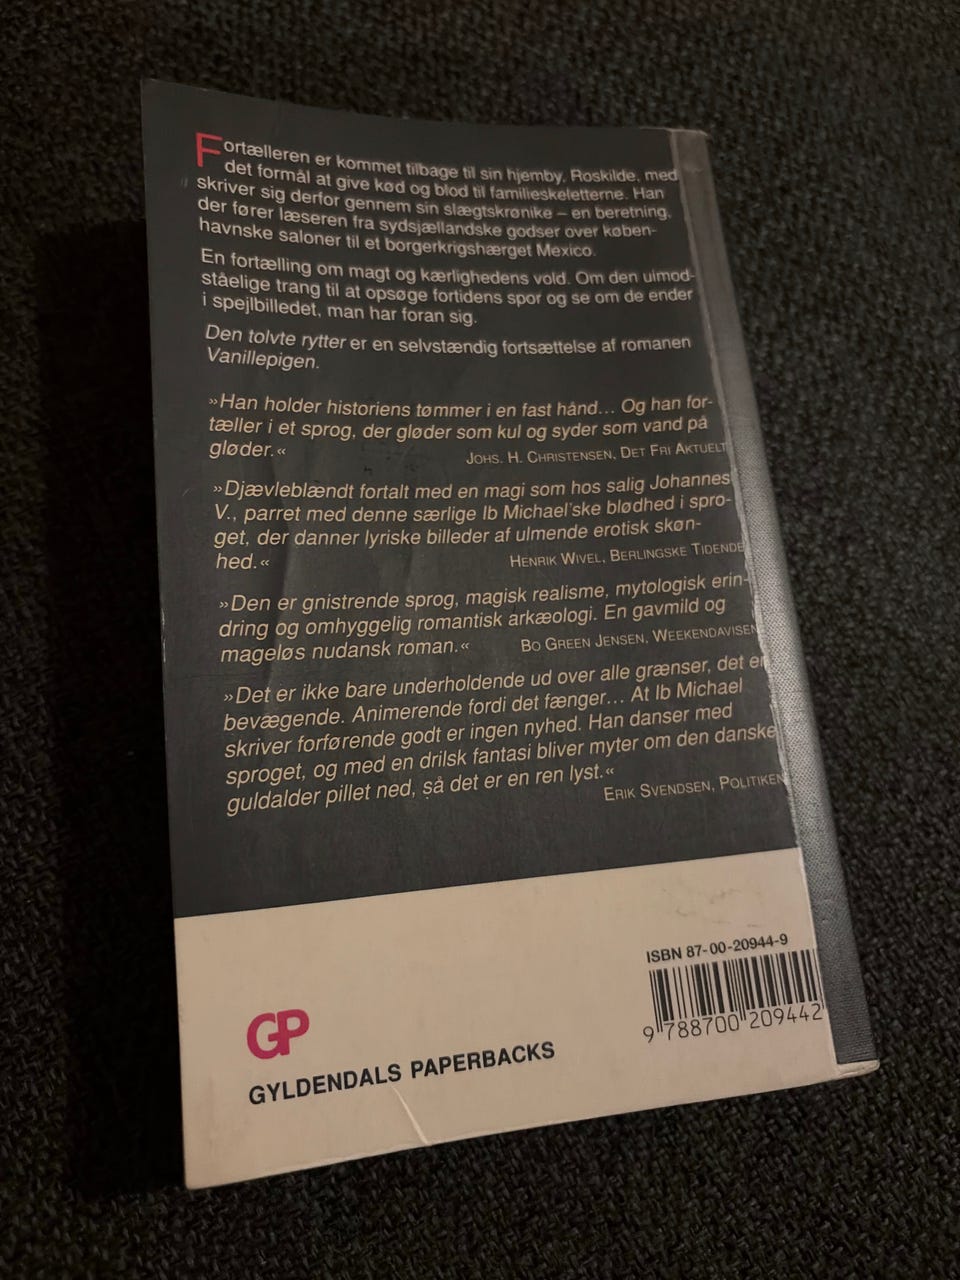 Fortælleren er kommet tilbage til sin hjemby, Roskilde, med
det formål at give kød og blod til familieskeletterne. Han
skriver sig derfor gennem sin slægtskrønike – en beretning,
der fører læseren fra sydsjællandske godser over køben-
havnske saloner til et borgerkrigshærget Mexico.
En fortælling om magt og kærlighedens vold. Om den uimod-
ståelige trang til at opsøge fortidens spor og se om de ender
i spejlbilledet, man har foran sig.
Den tolvte rytter er en selvstændig fortsættelse af romanen
Vanillepigen.
»Han holder historiens tømmer i en fast hånd... Og han for-
tæller i et sprog, der gløder som kul og syder som vand på
gløder.«
JOHS. H. CHRISTENSEN, DET FRI AKTUELT
»Djævleblændt fortalt med en magi som hos salig Johannes
V., parret med denne særlige Ib Michael'ske blødhed i spro-
get, der danner lyriske billeder af ulmende erotisk skøn-
hed.«
HENRIK WIVEL, BERLINGSKE TIDENDE
»Den er gnistrende sprog, magisk realisme, mytologisk erin-
dring og omhyggelig romantisk arkæologi. En gavmild og
mageløs nudansk roman.«
BO GREEN JENSEN, WEEKENDAVISEN
»Det er ikke bare underholdende ud over alle grænser, det er
bevægende. Animerende fordi det fænger... At Ib Michael
skriver forførende godt er ingen nyhed. Han danser med
sproget, og med en drilsk fantasi bliver myter om den danske
guldalder pillet ned, så det er en ren lyst.«
ERIK SVENDSEN, POLITIKEN
ISBN 87-00-20944-9
9 788700 209442
GP
GYLDENDALS PAPERBACKS